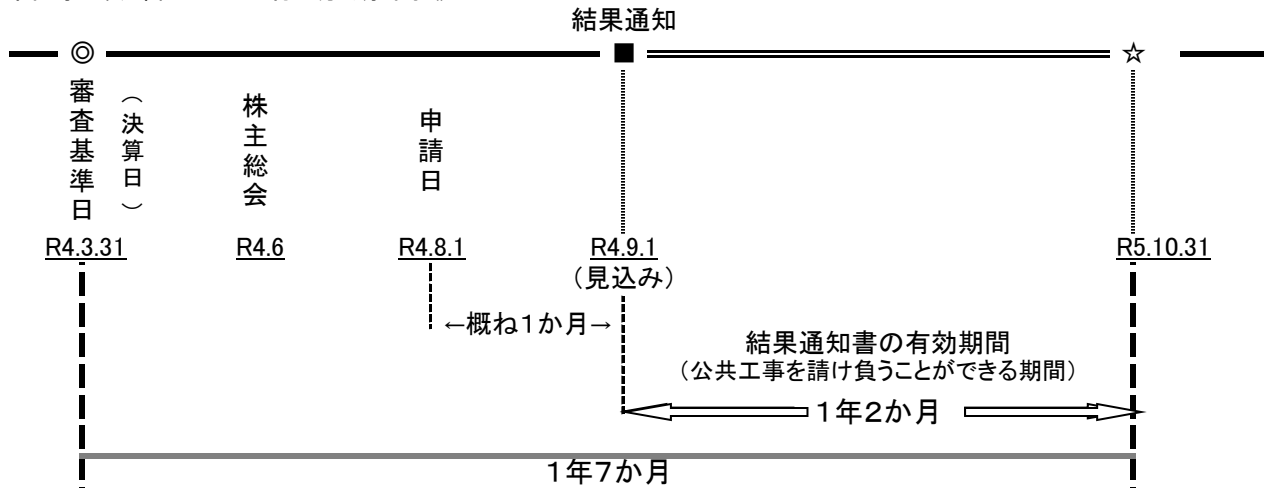 結果通知
◎ ■ ☆
審査基準日
（決算日）
株主総会
申請日
R4.3.31 R4.6 R4.8.1 R4.9.1 R5.10.31
（見込み）
←概ね１か月→
結果通知書の有効期間
（公共工事を請け負うことができる期間）
１年２か月
１年７か月